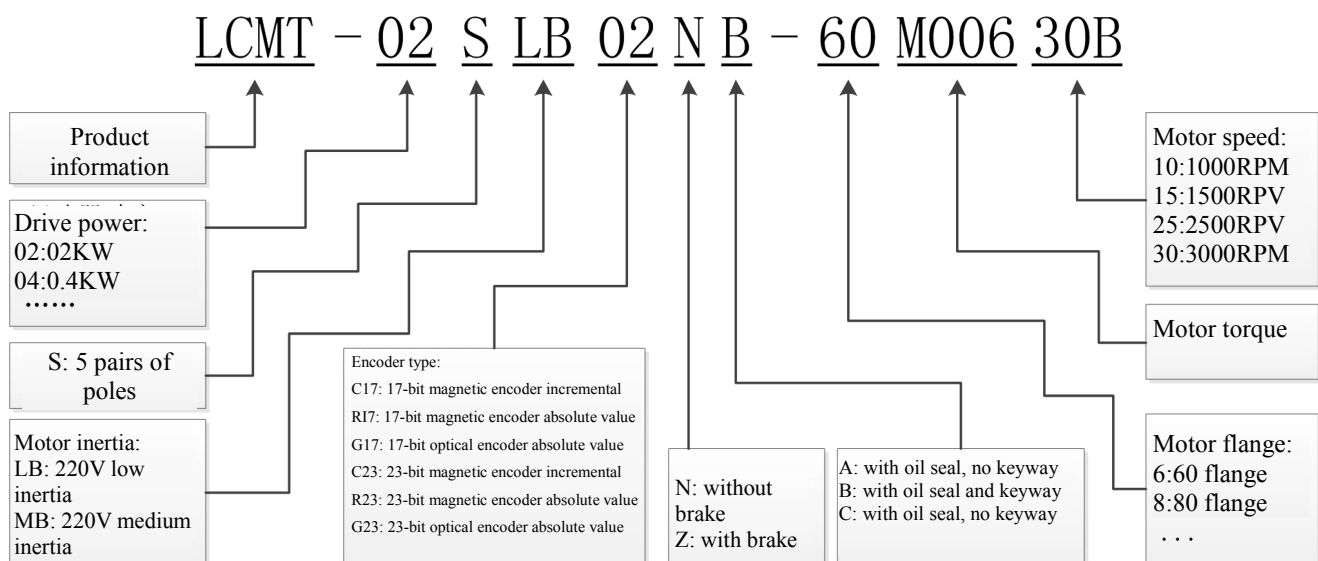 LCMT - 02 S LB 02 N B - 60 M006 30B
Product
information
Drive power:
02:02KW
04:0.4KW
······
S: 5 pairs of
poles
Motor inertia:
LB: 220V low
inertia
MB: 220V medium
inertia
Encoder type:
C17: 17-bit magnetic encoder incremental
RI7: 17-bit magnetic encoder absolute value
G17: 17-bit optical encoder absolute value
C23: 23-bit magnetic encoder incremental
R23: 23-bit magnetic encoder absolute value
G23: 23-bit optical encoder absolute value
N: without
brake
Z: with brake
A: with oil seal, no keyway
B: with oil seal and keyway
C: with oil seal, no keyway
Motor speed:
10:1000RPM
15:1500RPV
25:2500RPV
30:3000RPM
Motor torque
Motor flange:
6:60 flange
8:80 flange
...